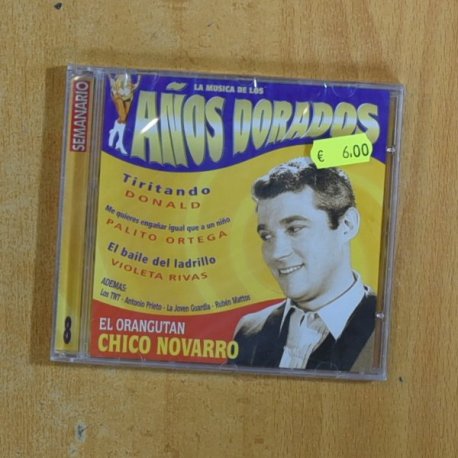 SEMANARIO
8
LA MUSICA DE LOS
AÑOS DORADOS
€ 6.00
Tiritando
DONALD
Me quieres engañar igual que a un niño
PALITO ORTEGA
El baile del ladrillo
VIOLETA RIVAS
ADEMAS:
Los TNT - Antonio Prieto - La Joven Guardia - Rubén Mattos
EL ORANGUTAN
CHICO NOVARRO